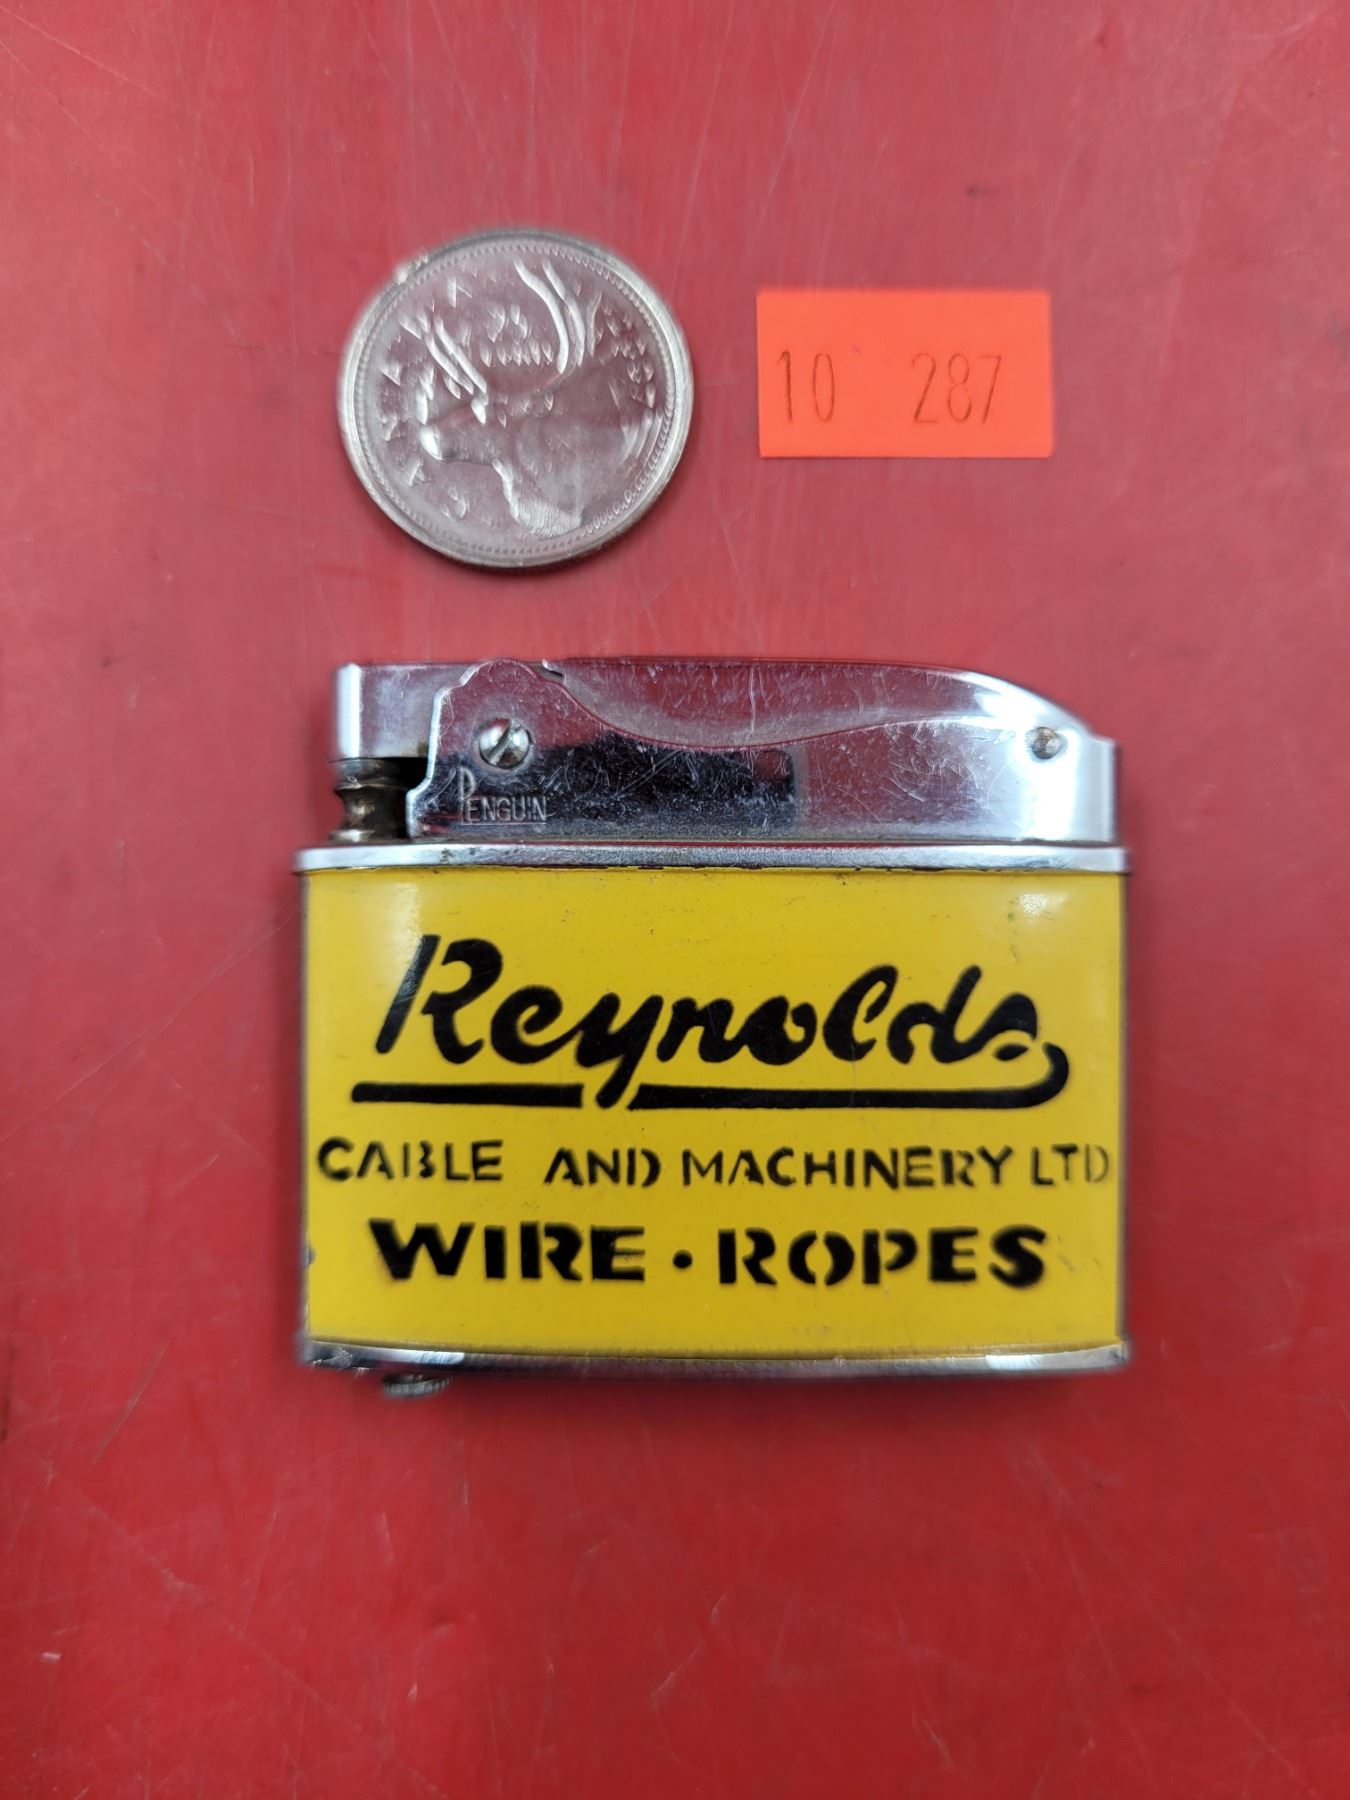 10 287
PENGUIN
Reynolds
CABLE AND MACHINERY LTD
WIRE · ROPES